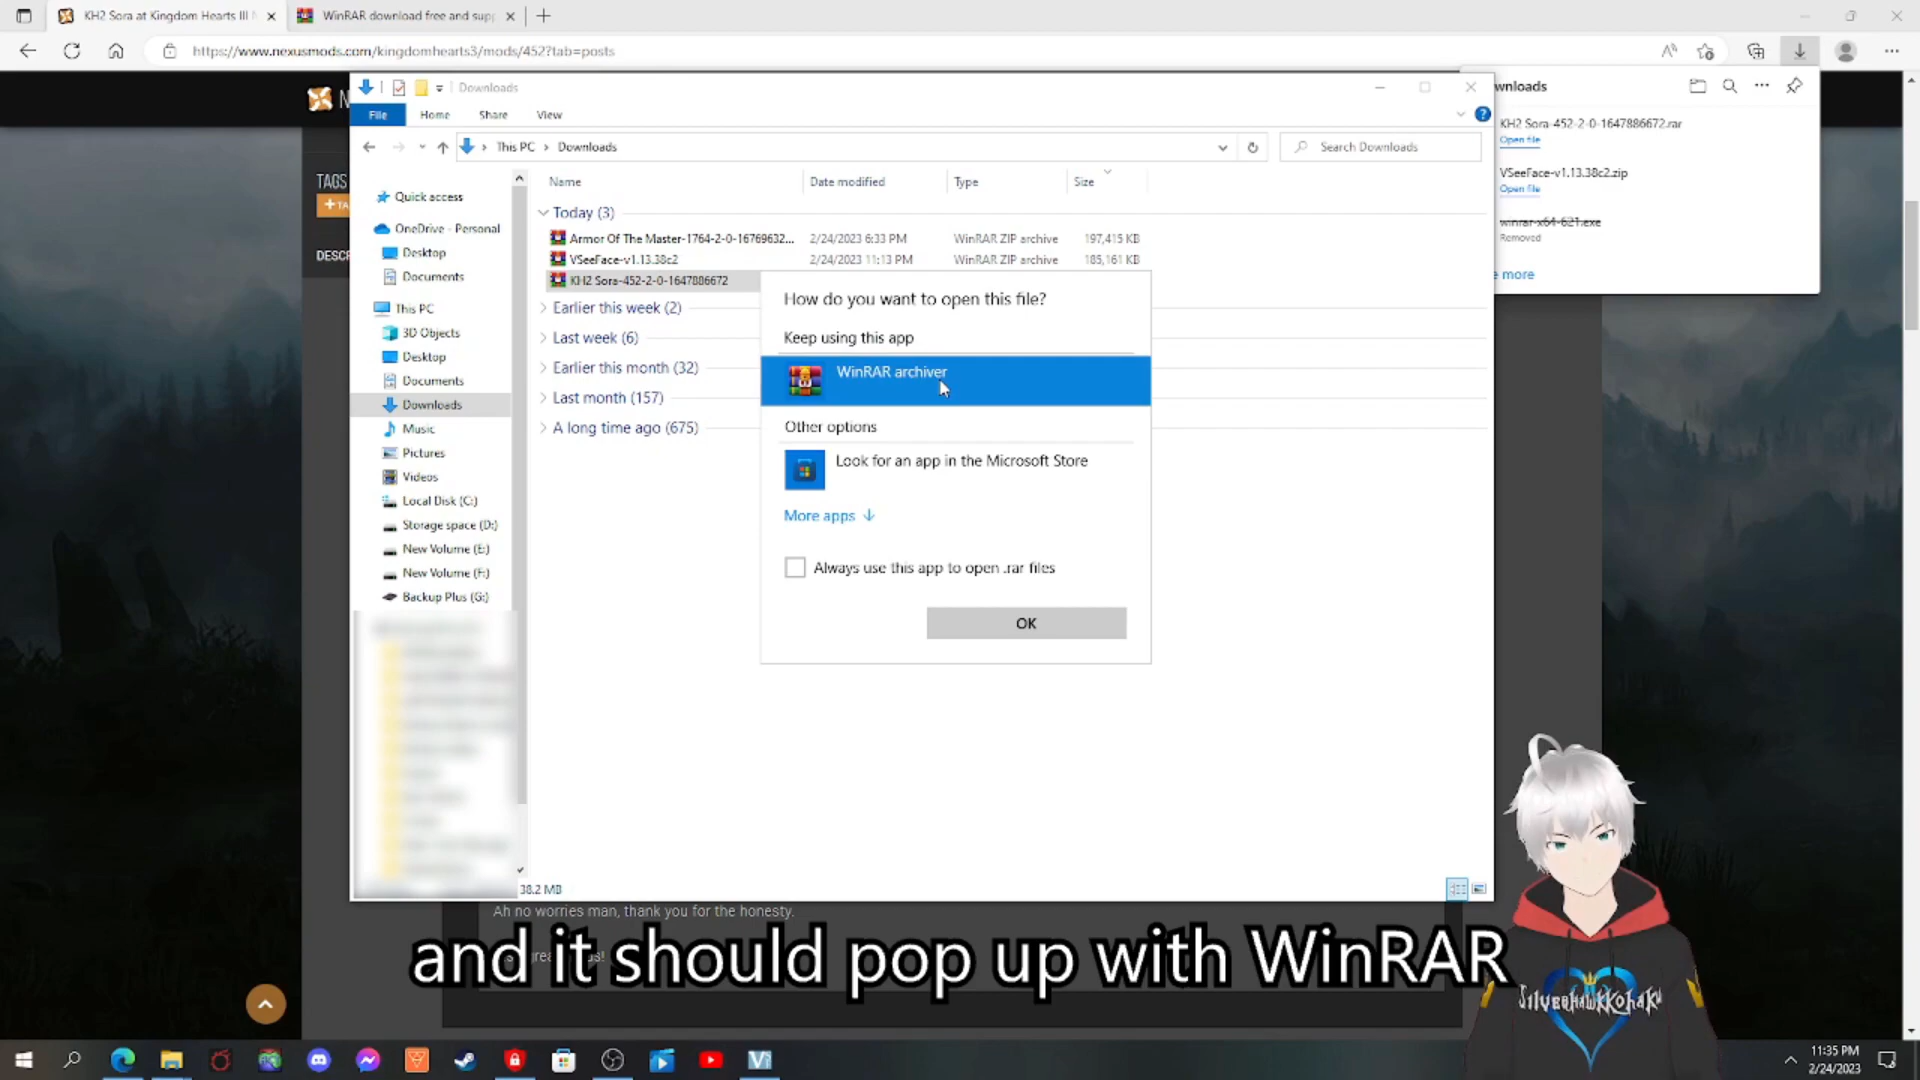 KH2 Sora at Kingdom Hearts III
WinRAR download free and supp
https://www.nexusmods.com/kingdomhearts3/mods/452?tab=posts
Downloads
File Home Share View
This PC > Downloads
Search Downloads
Name Date modified Type Size
Today (3)
Armor Of The Master-1764-2-0-16769632... 2/24/2023 6:33 PM WinRAR ZIP archive 197,415 KB
VSeeFace-v1.13.38c2 2/24/2023 11:13 PM WinRAR ZIP archive 185,161 KB
KH2 Sora-452-2-0-1647886672
Earlier this week (2)
Last week (6)
Earlier this month (32)
Last month (157)
A long time ago (675)
Quick access
OneDrive - Personal
Desktop
Documents
This PC
3D Objects
Desktop
Documents
Downloads
Music
Pictures
Videos
Local Disk (C:)
Storage space (D:)
New Volume (E:)
New Volume (F:)
Backup Plus (G:)
38.2 MB
How do you want to open this file?
Keep using this app
WinRAR archiver
Other options
Look for an app in the Microsoft Store
More apps
Always use this app to open .rar files
OK
wnloads
KH2 Sora-452-2-0-1647886672.rar
Open file
VSeeFace-v1.13.38c2.zip
Open file
winrar-x64-621.exe
Removed
e more
TAGS
+ TA
DESCR
Ah no worries man, thank you for the honesty.
and it should pop up with WinRAR
SilverhawkKohaku
11:35 PM
2/24/2023